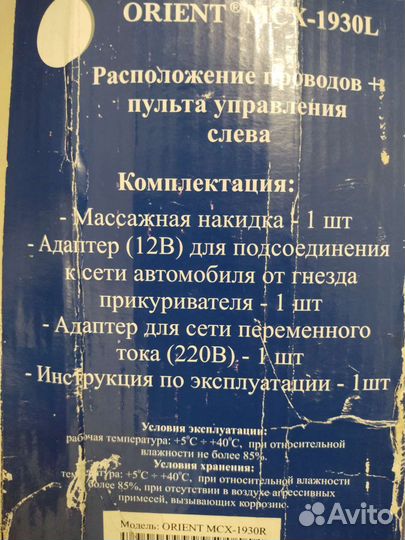 ORIENT® MCX-1930L
Расположение проводов +
пульта управления
слева
Комплектация:
- Массажная накидка - 1 шт
- Адаптер (12В) для подсоединения
к сети автомобиля от гнезда
прикуривателя - 1 шт
- Адаптер для сети переменного
тока (220В) - 1 шт
- Инструкция по эксплуатации - 1шт
Условия эксплуатации:
рабочая температура: +5°С ÷ +40°С, при относительной
влажности не более 85%.
Условия хранения:
температура: +5°С ÷ +40°С, при относительной влажности
более 85%, при отсутствии в воздухе агрессивных
примесей, вызывающих коррозию.
Модель: ORIENT MCX-1930R
Avito